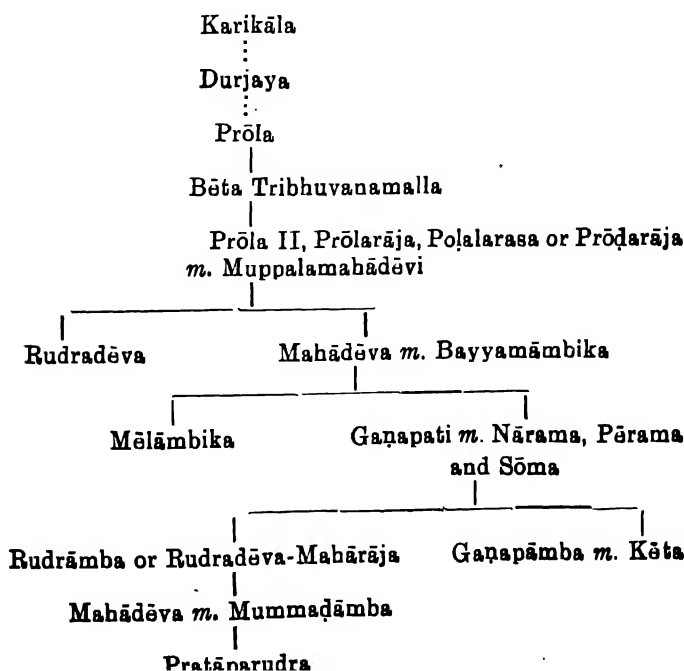 Karikāla
Durjaya
Prōla
Bēta Tribhuvanamalla
Prōla II, Prōlarāja, Poḷalarasa or Prōḍarāja
m. Muppalamahādēvi
Rudradēva Mahādēva m. Bayyamāmbika
Mēlāmbika Gaṇapati m. Nārama, Pērama
and Sōma
Rudrāmba or Rudradēva-Mahārāja Gaṇapāmba m. Kēta
Mahādēva m. Mummaḍāmba
Pratāparudra